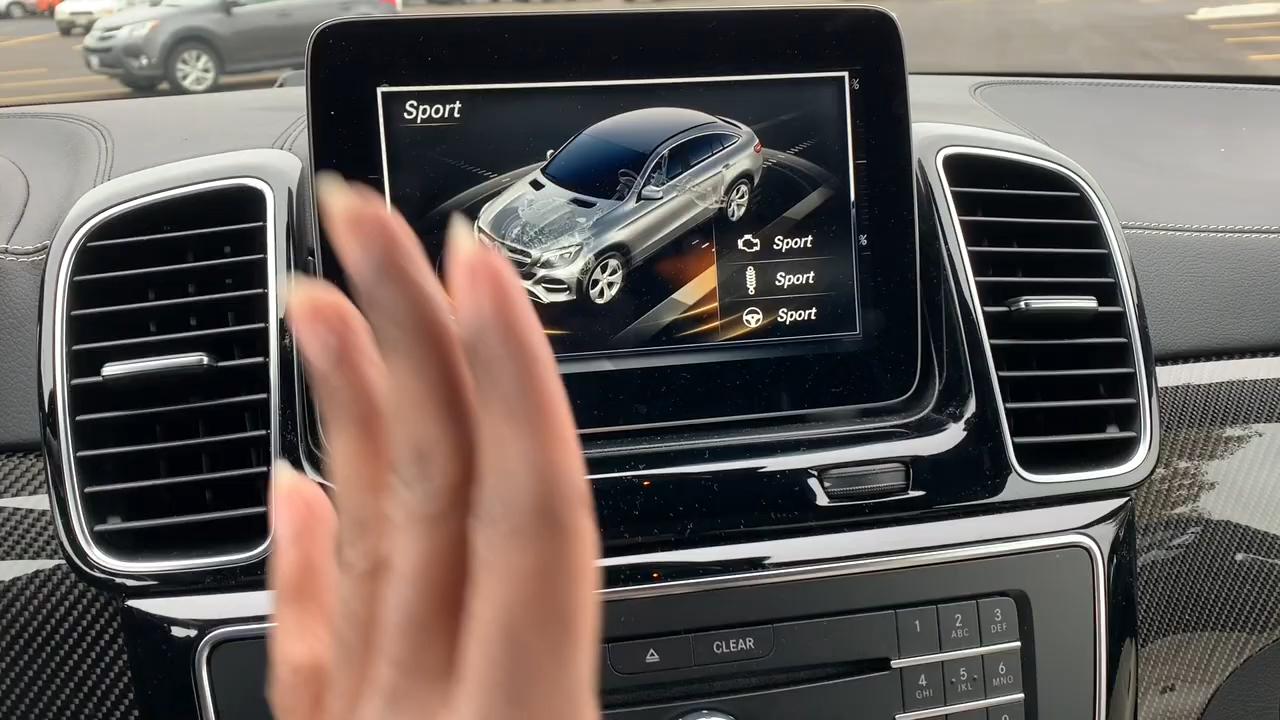 Sport
%
%
Sport
Sport
Sport
CLEAR
1
2 ABC
3 DEF
4 GHI
5 JKL
6 MNO